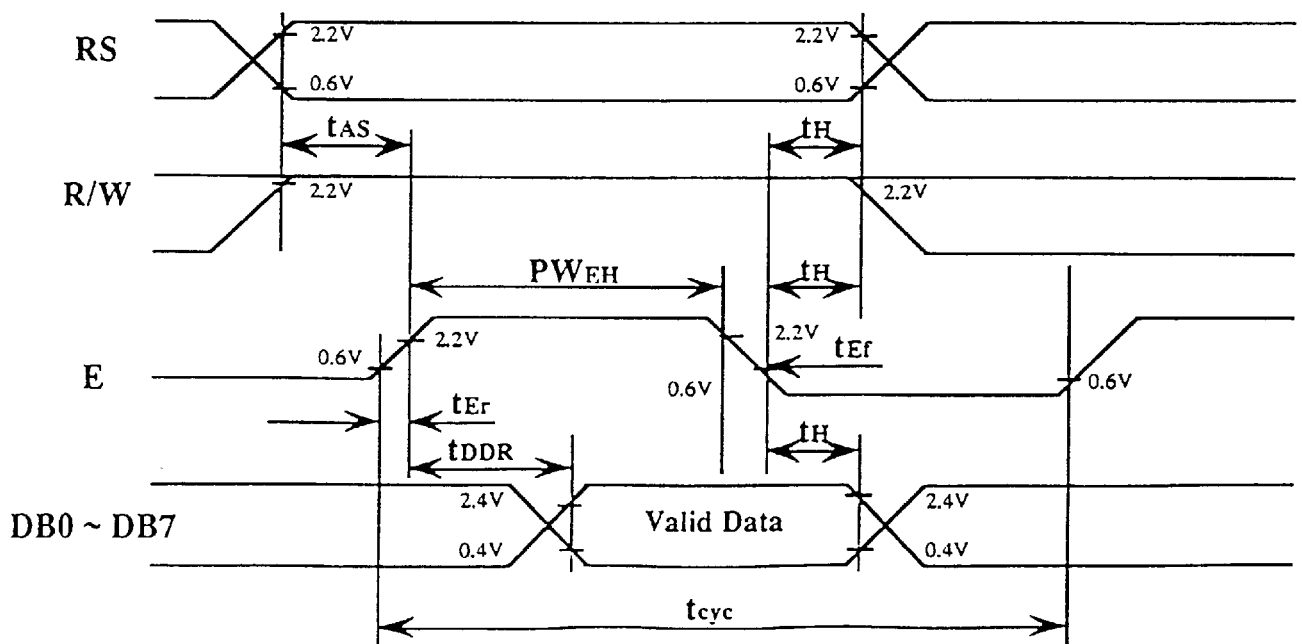 RS
2.2V
2.2V
0.6V
0.6V
tAS
tH
R/W
2.2V
2.2V
PWEH
tH
E
0.6V
2.2V
2.2V
tEf
0.6V
0.6V
tEr
tDDR
tH
DB0 ~ DB7
2.4V
Valid Data
2.4V
0.4V
0.4V
tcyc